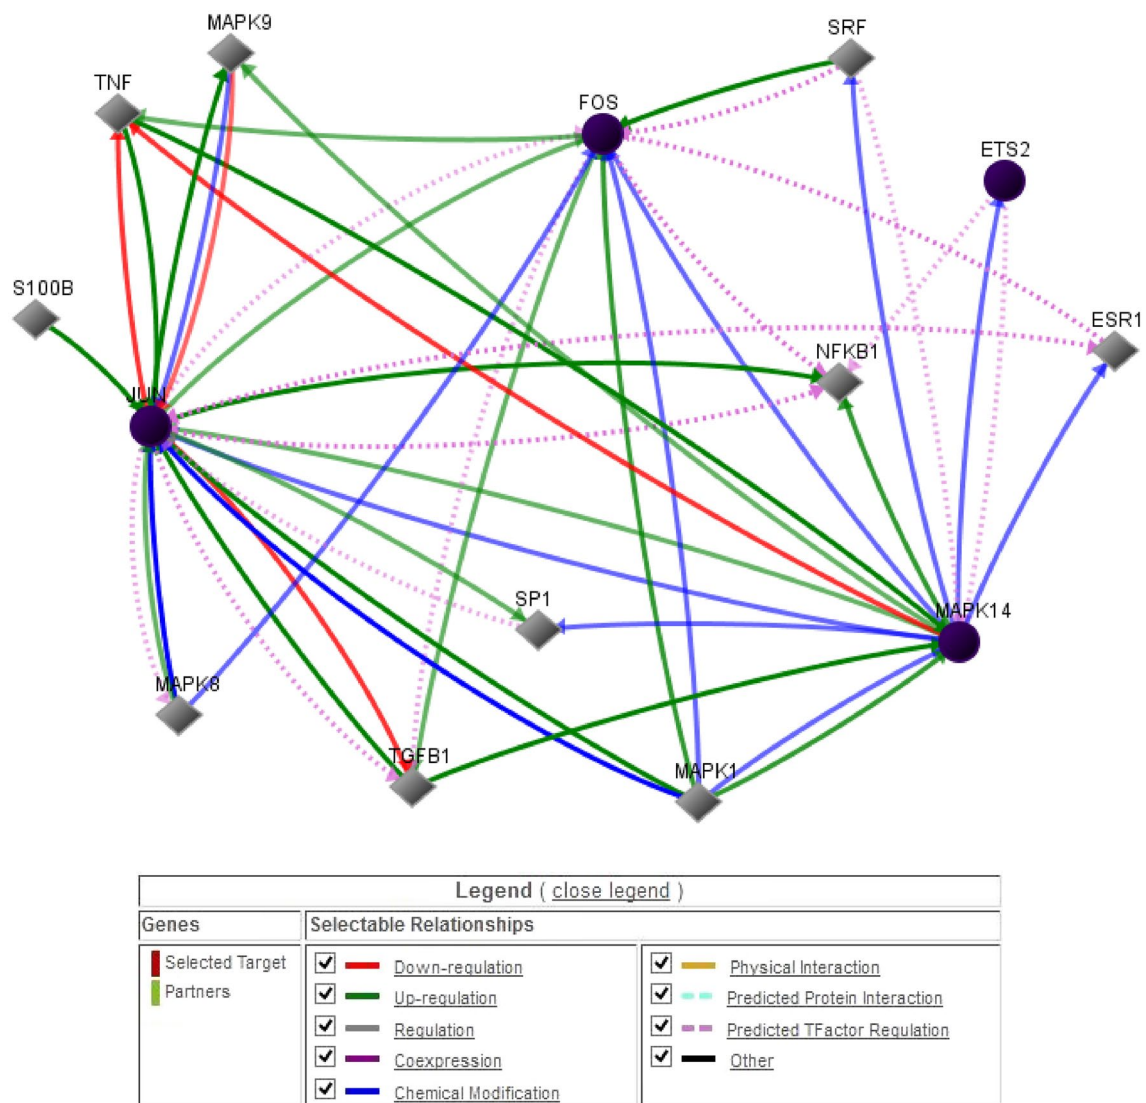 MAPK9
SRF
TNF
FOS
ETS2
S100B
ESR1
NFKB1
JUN
SP1
MAPK14
MAPK8
TGFB1
MAPK1
Legend ( close legend )
Genes
Selectable Relationships
Selected Target
Partners
Down-regulation
Up-regulation
Regulation
Coexpression
Chemical Modification
Physical Interaction
Predicted Protein Interaction
Predicted TFactor Regulation
Other